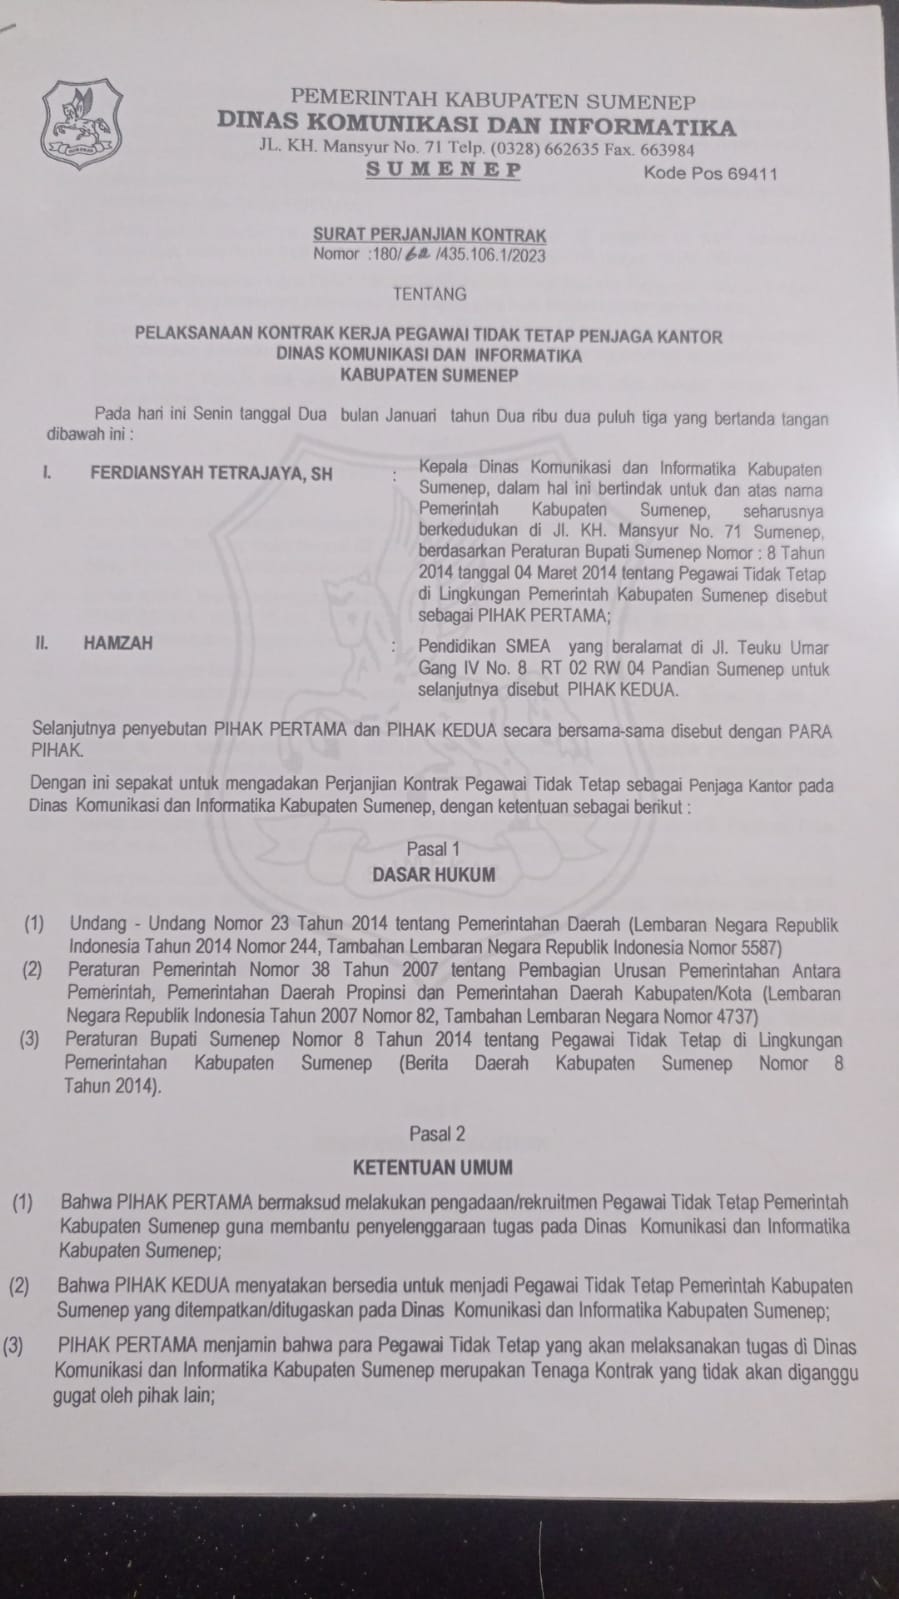 PEMERINTAH KABUPATEN SUMENEP
DINAS KOMUNIKASI DAN INFORMATIKA
JL. KH. Mansyur No. 71 Telp. (0328) 662635 Fax. 663984
SUMENEP Kode Pos 69411
SURAT PERJANJIAN KONTRAK
Nomor :180/ /435.106.1/2023
TENTANG
PELAKSANAAN KONTRAK KERJA PEGAWAI TIDAK TETAP PENJAGA KANTOR
DINAS KOMUNIKASI DAN INFORMATIKA
KABUPATEN SUMENEP
Pada hari ini Senin tanggal Dua bulan Januari tahun Dua ribu dua puluh tiga yang bertanda tangan
dibawah ini :
I. FERDIANSYAH TETRAJAYA, SH : Kepala Dinas Komunikasi dan Informatika Kabupaten
Sumenep, dalam hal ini bertindak untuk dan atas nama
Pemerintah Kabupaten Sumenep, seharusnya
berkedudukan di Jl. KH. Mansyur No. 71 Sumenep,
berdasarkan Peraturan Bupati Sumenep Nomor : 8 Tahun
2014 tanggal 04 Maret 2014 tentang Pegawai Tidak Tetap
di Lingkungan Pemerintah Kabupaten Sumenep disebut
sebagai PIHAK PERTAMA;
II. HAMZAH : Pendidikan SMEA yang beralamat di Jl. Teuku Umar
Gang IV No. 8 RT 02 RW 04 Pandian Sumenep untuk
selanjutnya disebut PIHAK KEDUA.
Selanjutnya penyebutan PIHAK PERTAMA dan PIHAK KEDUA secara bersama-sama disebut dengan PARA
PIHAK.
Dengan ini sepakat untuk mengadakan Perjanjian Kontrak Pegawai Tidak Tetap sebagai Penjaga Kantor pada
Dinas Komunikasi dan Informatika Kabupaten Sumenep, dengan ketentuan sebagai berikut :
Pasal 1
DASAR HUKUM
(1) Undang - Undang Nomor 23 Tahun 2014 tentang Pemerintahan Daerah (Lembaran Negara Republik
Indonesia Tahun 2014 Nomor 244, Tambahan Lembaran Negara Republik Indonesia Nomor 5587)
(2) Peraturan Pemerintah Nomor 38 Tahun 2007 tentang Pembagian Urusan Pemerintahan Antara
Pemerintah, Pemerintahan Daerah Propinsi dan Pemerintahan Daerah Kabupaten/Kota (Lembaran
Negara Republik Indonesia Tahun 2007 Nomor 82, Tambahan Lembaran Negara Nomor 4737)
(3) Peraturan Bupati Sumenep Nomor 8 Tahun 2014 tentang Pegawai Tidak Tetap di Lingkungan
Pemerintahan Kabupaten Sumenep (Berita Daerah Kabupaten Sumenep Nomor 8
Tahun 2014).
Pasal 2
KETENTUAN UMUM
(1) Bahwa PIHAK PERTAMA bermaksud melakukan pengadaan/rekruitmen Pegawai Tidak Tetap Pemerintah
Kabupaten Sumenep guna membantu penyelenggaraan tugas pada Dinas Komunikasi dan Informatika
Kabupaten Sumenep;
(2) Bahwa PIHAK KEDUA menyatakan bersedia untuk menjadi Pegawai Tidak Tetap Pemerintah Kabupaten
Sumenep yang ditempatkan/ditugaskan pada Dinas Komunikasi dan Informatika Kabupaten Sumenep;
(3) PIHAK PERTAMA menjamin bahwa para Pegawai Tidak Tetap yang akan melaksanakan tugas di Dinas
Komunikasi dan Informatika Kabupaten Sumenep merupakan Tenaga Kontrak yang tidak akan diganggu
gugat oleh pihak lain;